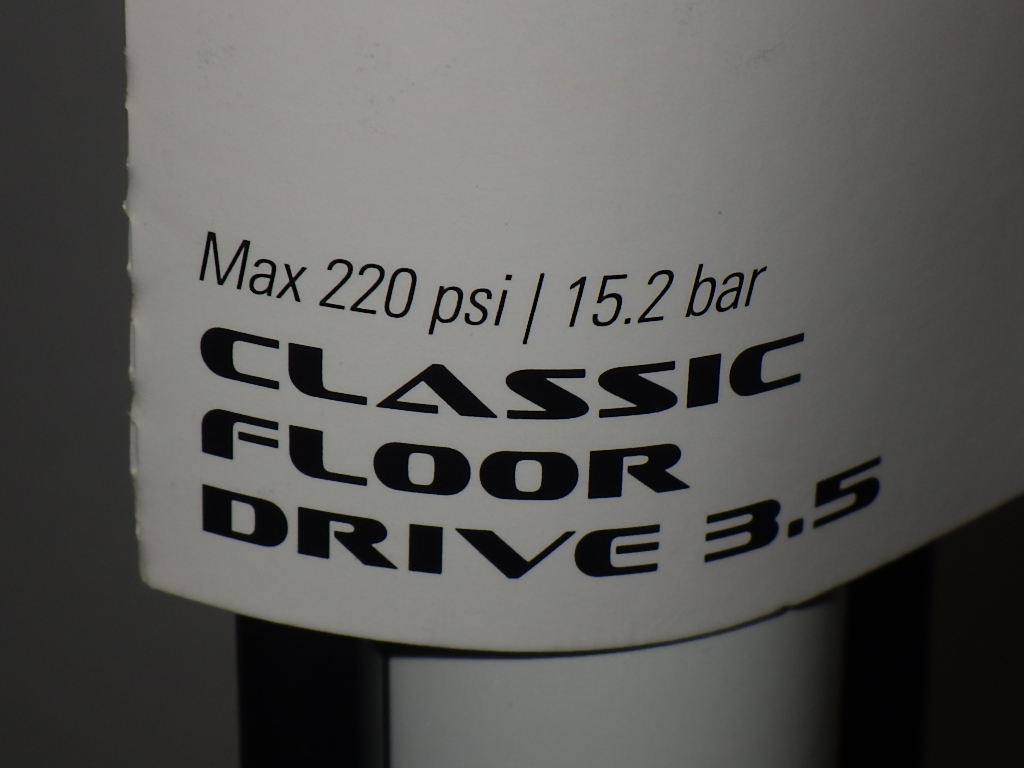 Max 220 psi | 15.2 bar
CLASSIC
FLOOR
DRIVE 3.5